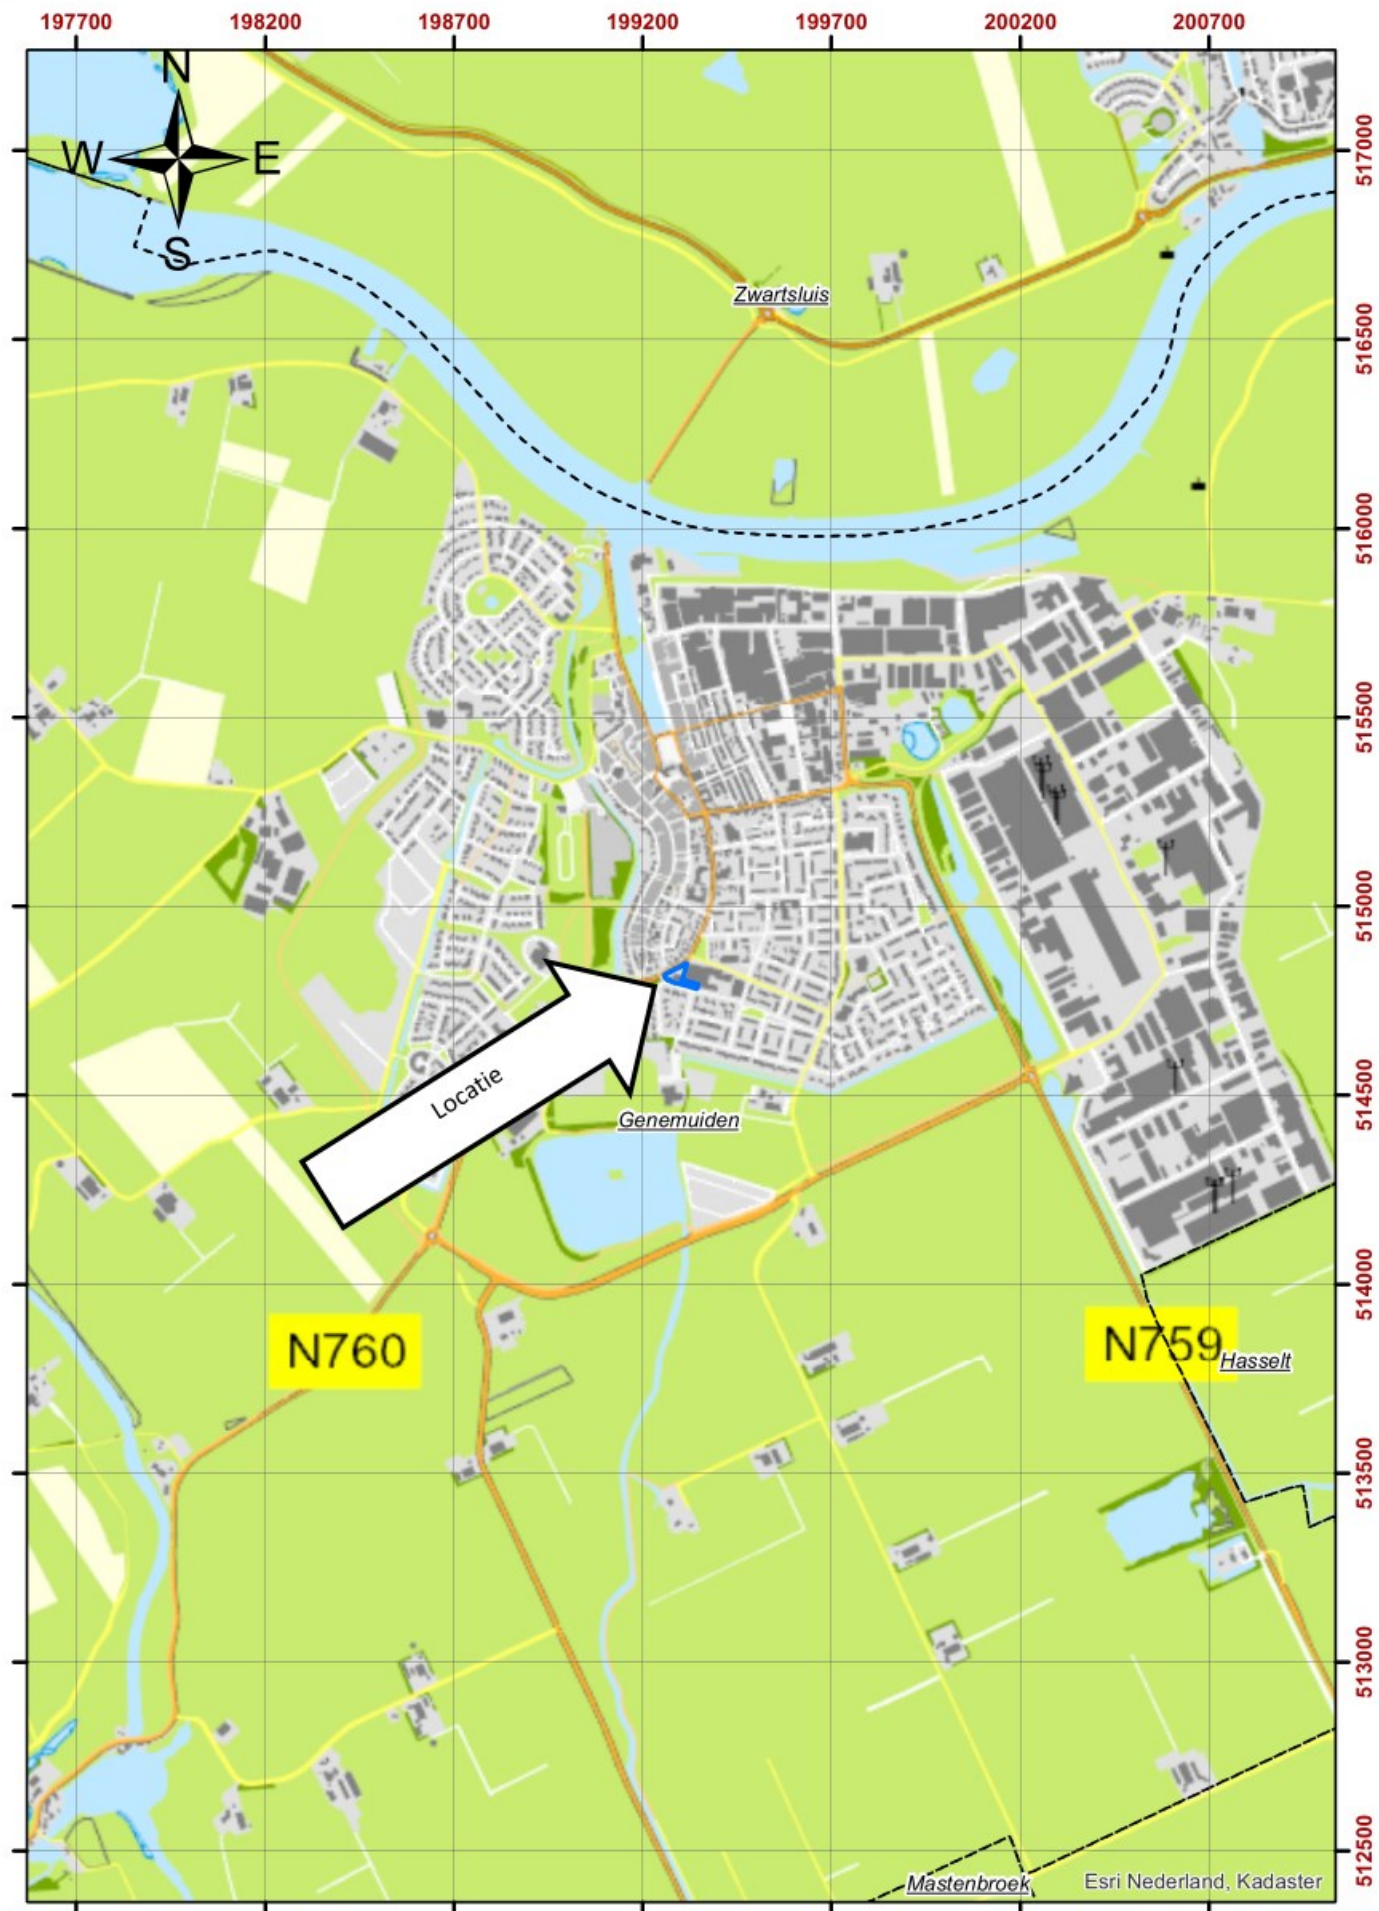 197700 198200 198700 199200 199700 200200 200700
N
W E
S
517000
Zwartsluis
516500
516000
515500
515000
Locatie
514500
Genemuiden
514000
N760
N759
Hasselt
513500
513000
512500
Mastenbroek
Esri Nederland, Kadaster